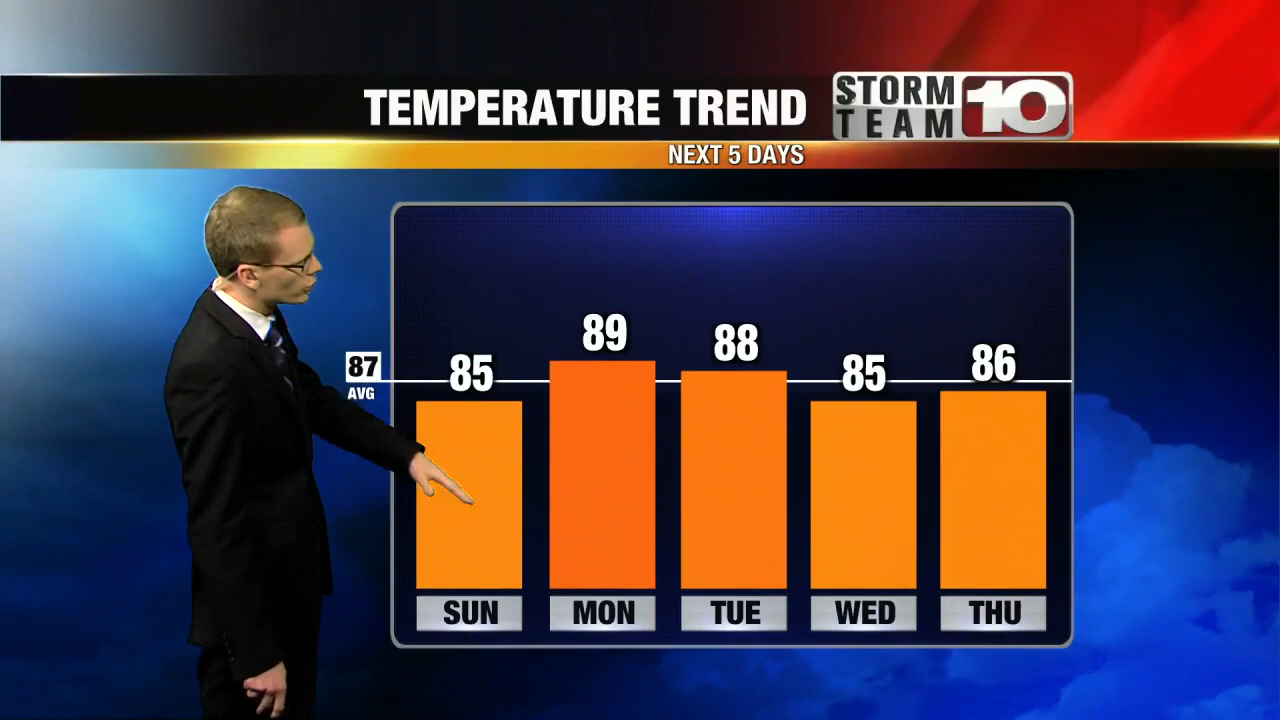 TEMPERATURE TREND
STORM
TEAM
10
NEXT 5 DAYS
87
AVG
85
89
88
85
86
SUN
MON
TUE
WED
THU